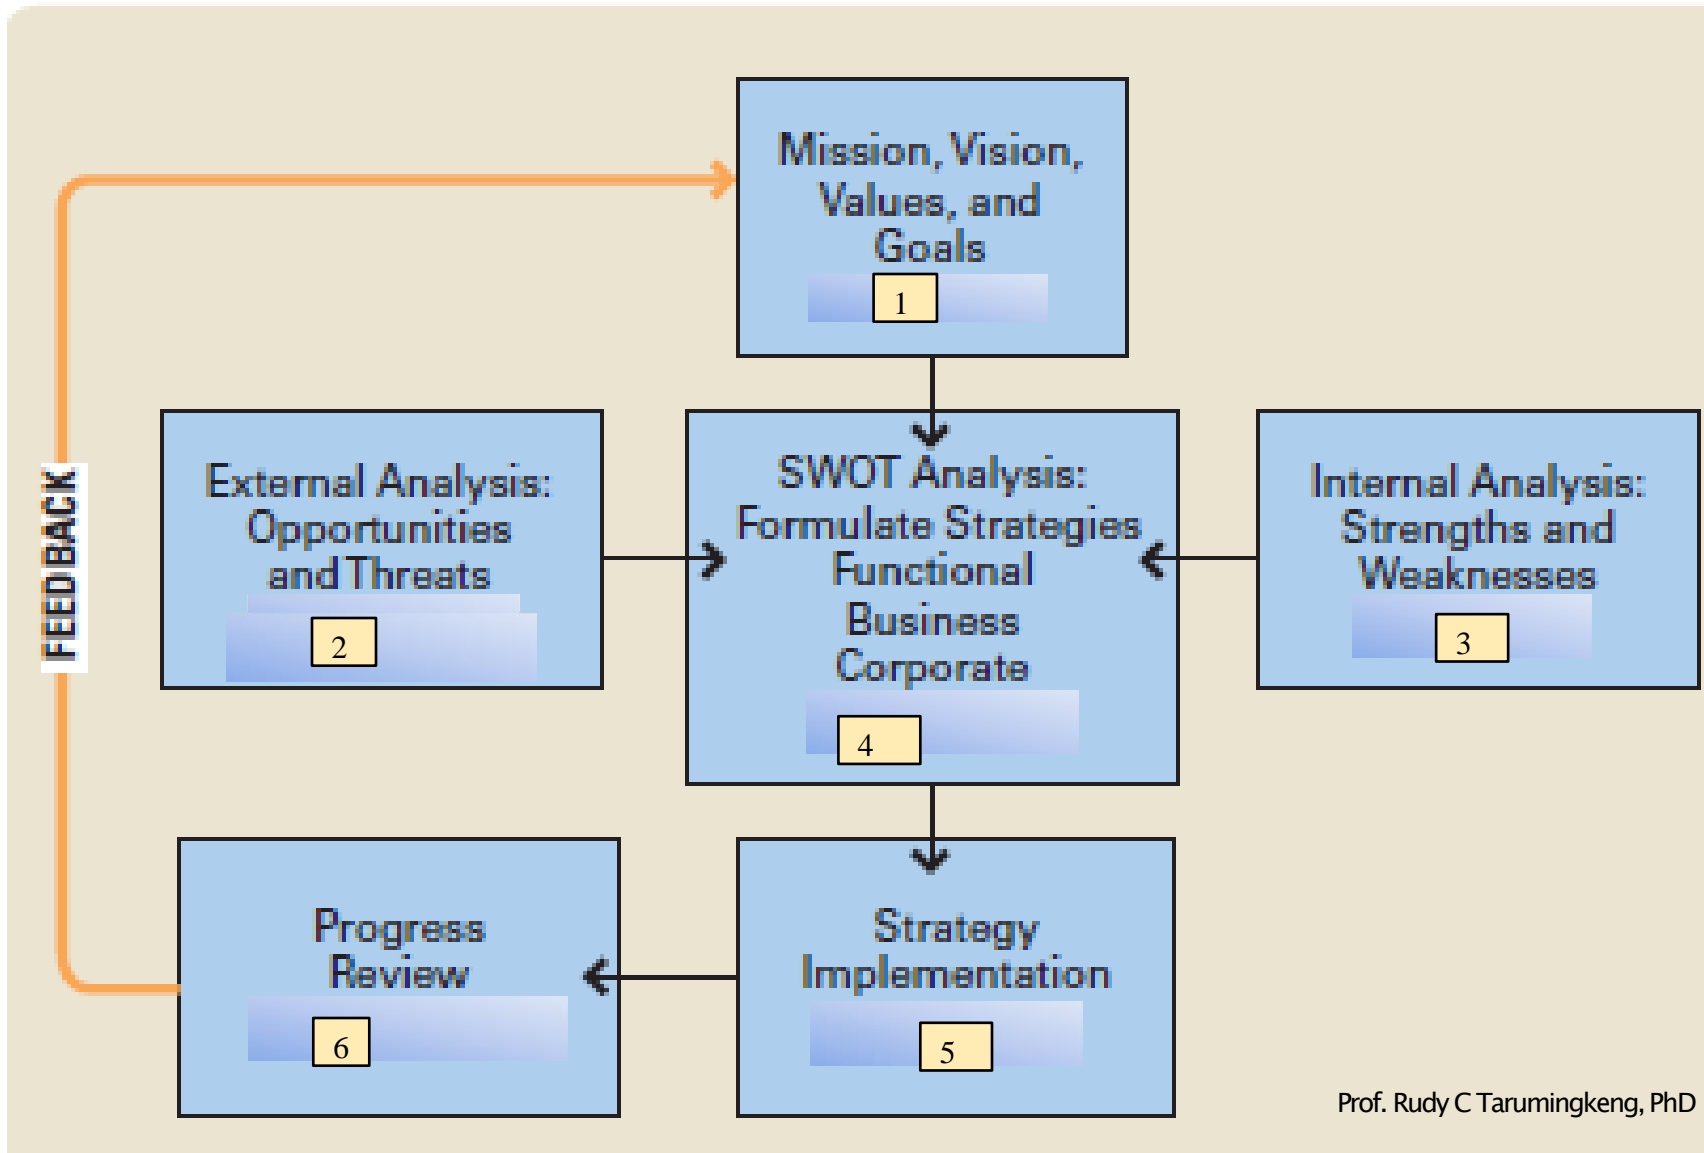 Mission, Vision,
Values, and
Goals
1
FEEDBACK
External Analysis:
Opportunities
and Threats
2
SWOT Analysis:
Formulate Strategies
Functional
Business
Corporate
4
Internal Analysis:
Strengths and
Weaknesses
3
Progress
Review
6
Strategy
Implementation
5
Prof. Rudy C Tarumingkeng, PhD